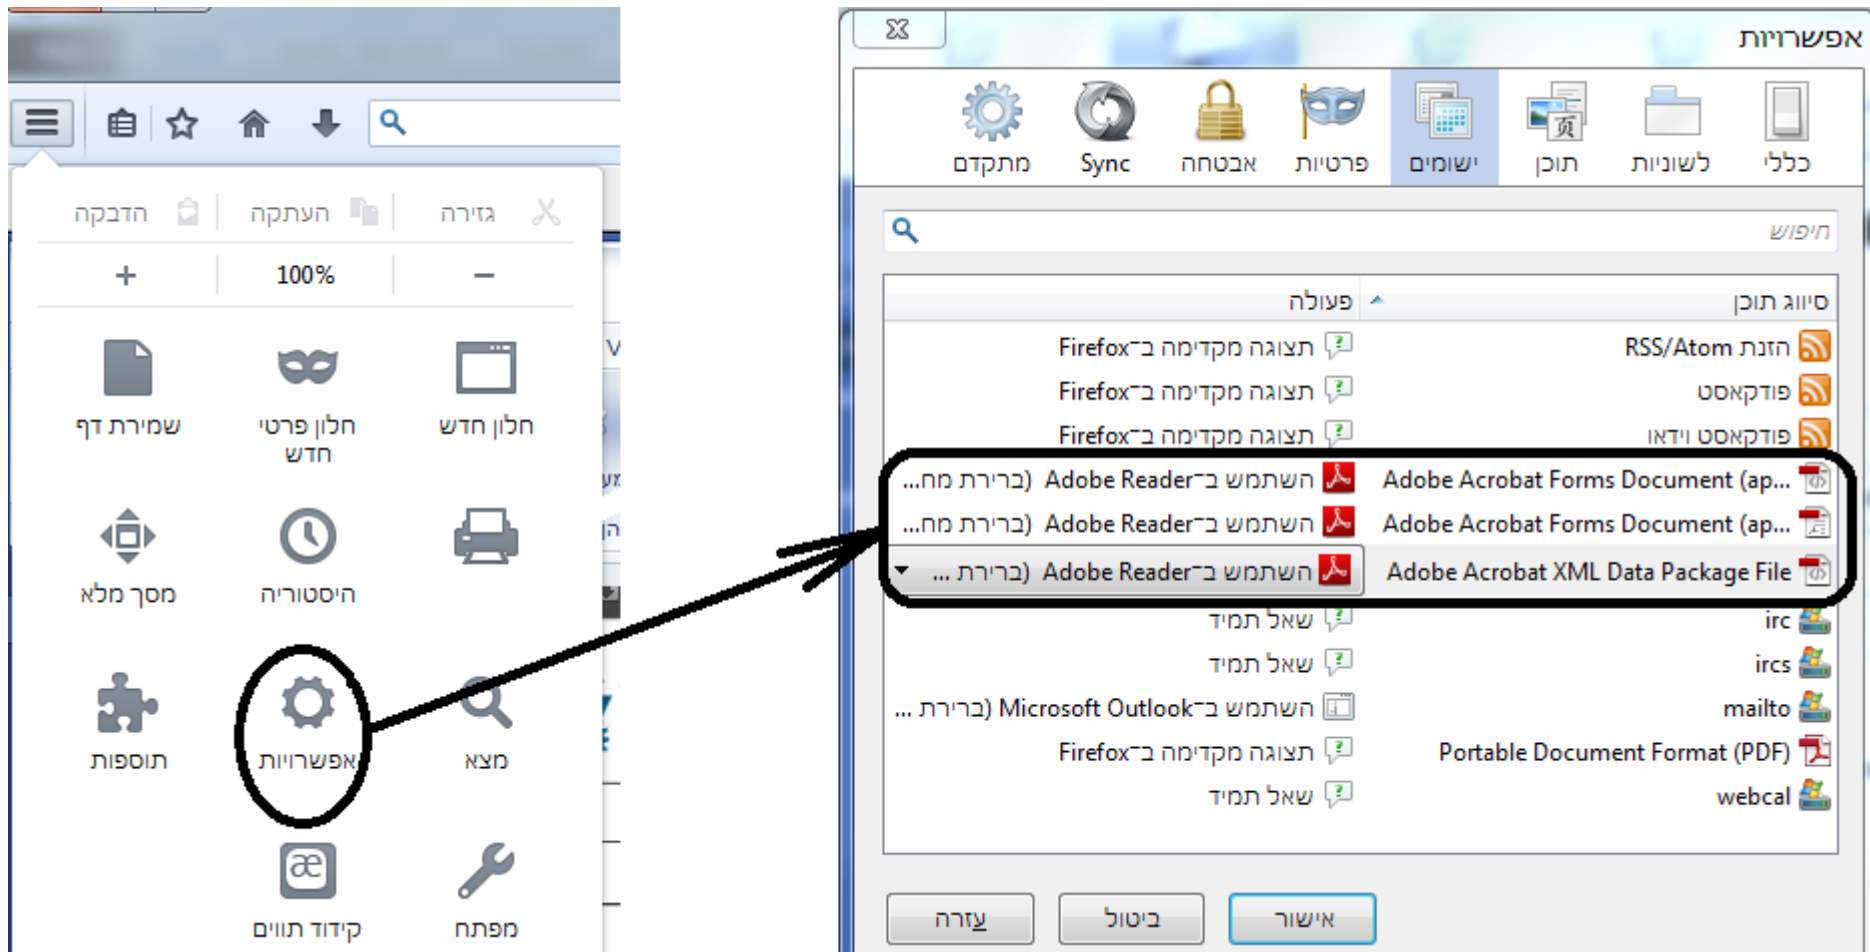 גזירה
העתקה
הדבקה
−
100%
+
חלון חדש
חלון פרטי
חדש
שמירת דף
היסטוריה
מסך מלא
מצא
אפשרויות
תוספות
מפתח
קידוד תווים
אפשרויות
כללי
לשוניות
תוכן
ישומים
פרטיות
אבטחה
Sync
מתקדם
חיפוש
סיווג תוכן פעולה
הזנת RSS/Atom תצוגה מקדימה ב־Firefox
פודקאסט תצוגה מקדימה ב־Firefox
פודקאסט וידאו תצוגה מקדימה ב־Firefox
Adobe Acrobat Forms Document (ap... השתמש ב־Adobe Reader (ברירת מח...
Adobe Acrobat Forms Document (ap... השתמש ב־Adobe Reader (ברירת מח...
Adobe Acrobat XML Data Package File השתמש ב־Adobe Reader (ברירת ...
irc שאל תמיד
ircs שאל תמיד
mailto השתמש ב־Microsoft Outlook (ברירת ...
Portable Document Format (PDF) תצוגה מקדימה ב־Firefox
webcal שאל תמיד
אישור
ביטול
עזרה